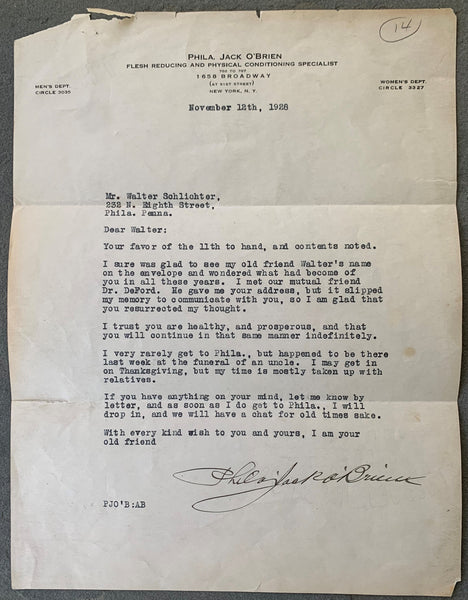 14
PHILA. JACK O'BRIEN
FLESH REDUCING AND PHYSICAL CONDITIONING SPECIALIST
1658 BROADWAY
(AT 51ST STREET)
NEW YORK, N. Y.
MEN'S DEPT.
CIRCLE 3035
WOMEN'S DEPT.
CIRCLE 3327
November 12th, 1928
Mr. Walter Schlichter,
232 N. Eighth Street,
Phila. Penna.
Dear Walter:
Your favor of the 11th to hand, and contents noted.
I sure was glad to see my old friend Walter's name
on the envelope and wondered what had become of
you in all these years. I met our mutual friend
Dr. DeFord. He gave me your address, but it slipped
my memory to communicate with you, so I am glad that
you resurrected my thought.
I trust you are healthy, and prosperous, and that
you will continue in that same manner indefinitely.
I very rarely get to Phila., but happened to be there
last week at the funeral of an uncle. I may get in
on Thanksgiving, but my time is mostly taken up with
relatives.
If you have anything on your mind, let me know by
letter, and as soon as I do get to Phila., I will
drop in, and we will have a chat for old times sake.
With every kind wish to you and yours, I am your
old friend
Phila. Jack O'Brien
PJO'B:AB